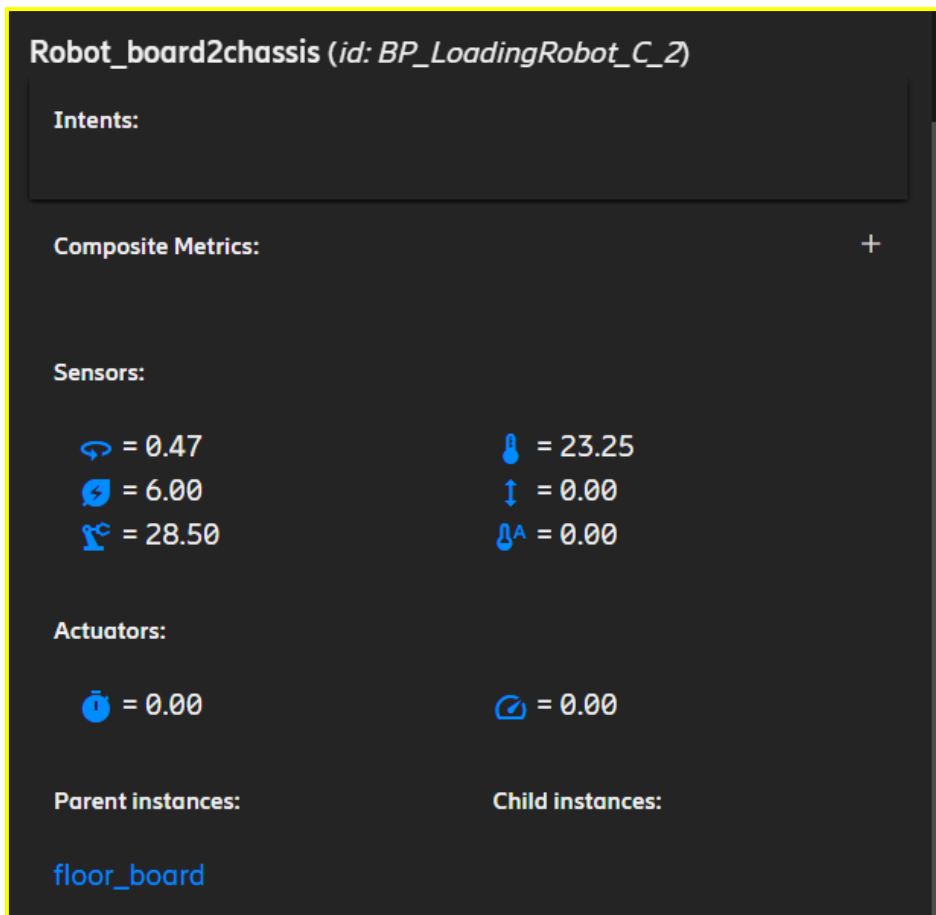 Robot_board2chassis (id: BP_LoadingRobot_C_2)
Intents:
Composite Metrics: +
Sensors:
= 0.47 = 23.25
= 6.00 = 0.00
C = 28.50 A = 0.00
Actuators:
= 0.00 = 0.00
Parent instances: Child instances:
floor_board